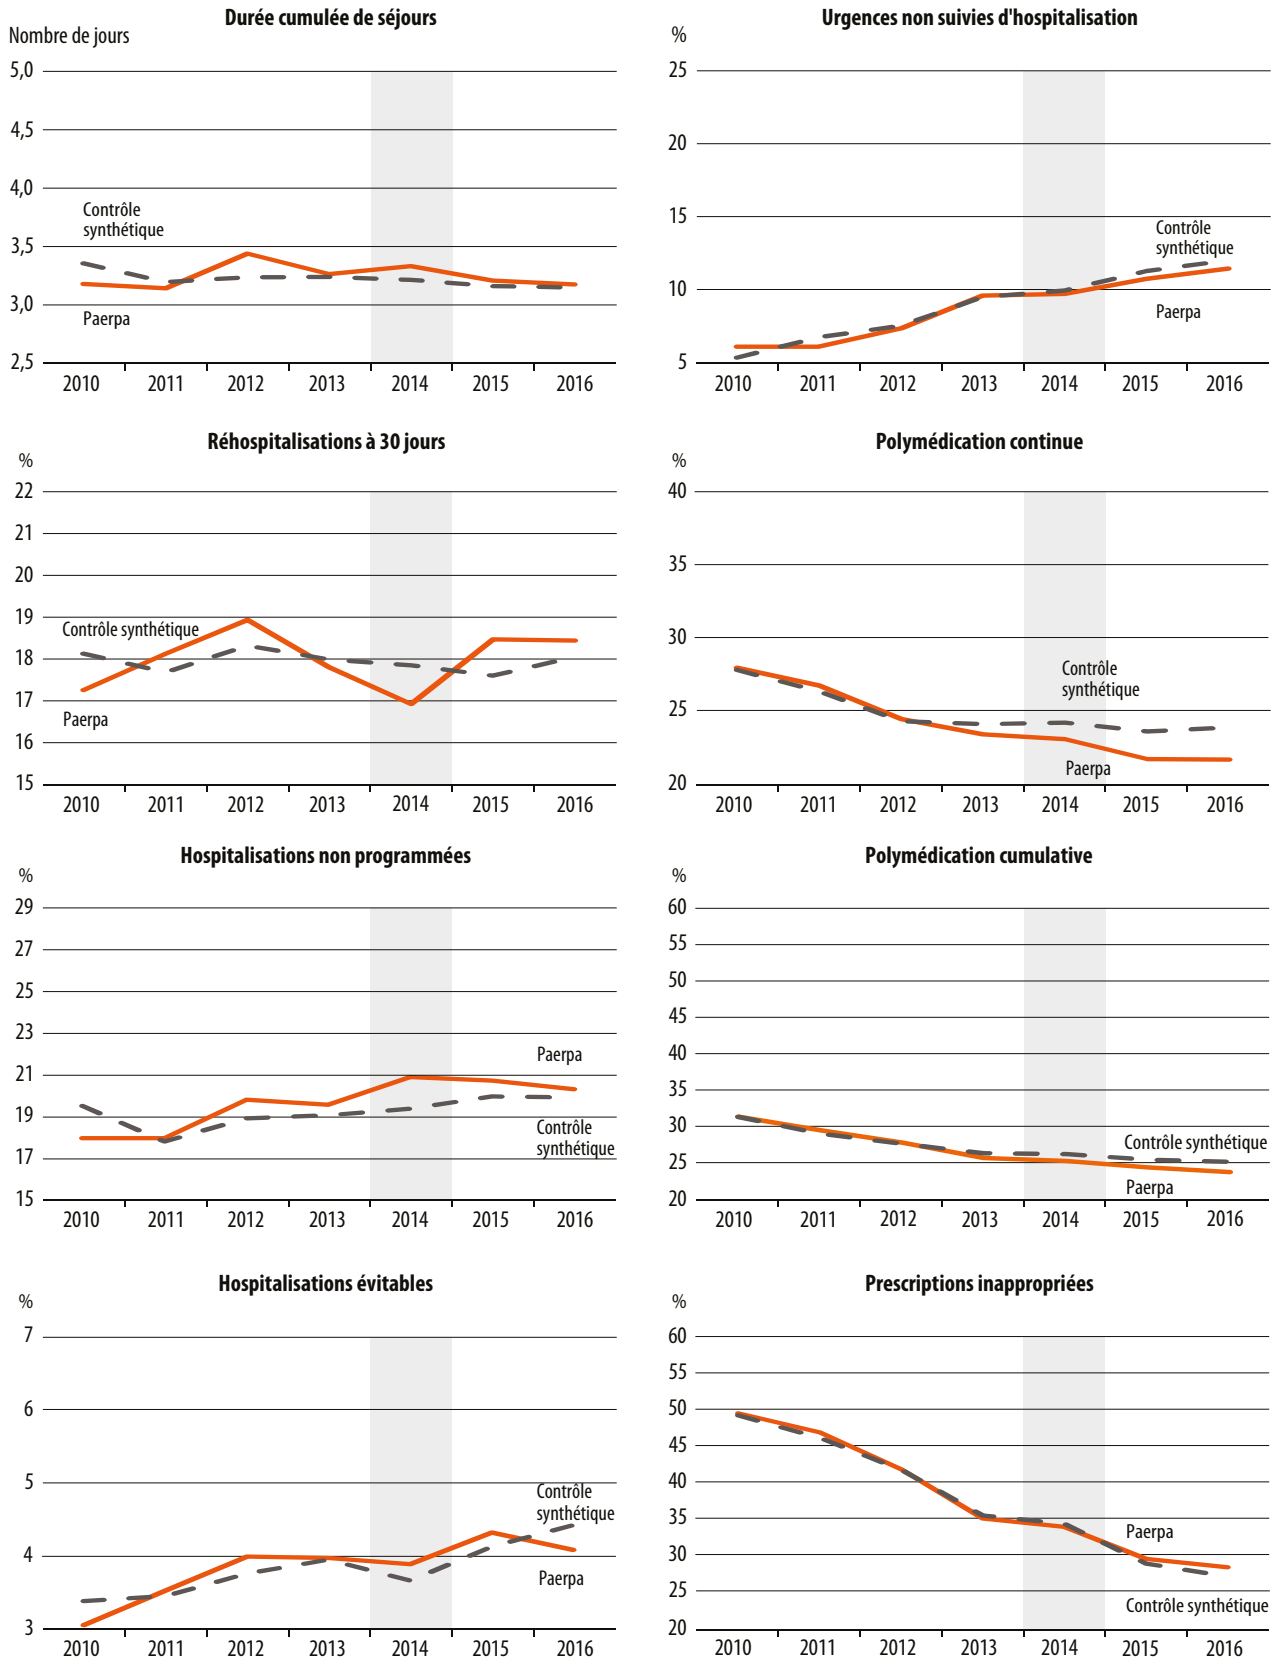 Durée cumulée de séjours
Nombre de jours
5,0
4,5
4,0
3,5
3,0
2,5
Contrôle
synthétique
Paerpa
2010 2011 2012 2013 2014 2015 2016
Urgences non suivies d'hospitalisation
%
25
20
15
10
5
Contrôle
synthétique
Paerpa
2010 2011 2012 2013 2014 2015 2016
Réhospitalisations à 30 jours
%
22
21
20
19
18
17
16
15
Contrôle synthétique
Paerpa
2010 2011 2012 2013 2014 2015 2016
Polymédication continue
%
40
35
30
25
20
Contrôle
synthétique
Paerpa
2010 2011 2012 2013 2014 2015 2016
Hospitalisations non programmées
%
29
27
25
23
21
19
17
15
Paerpa
Contrôle
synthétique
2010 2011 2012 2013 2014 2015 2016
Polymédication cumulative
%
60
55
50
45
40
35
30
25
20
Contrôle synthétique
Paerpa
2010 2011 2012 2013 2014 2015 2016
Hospitalisations évitables
%
7
6
5
4
3
Contrôle
synthétique
Paerpa
2010 2011 2012 2013 2014 2015 2016
Prescriptions inappropriées
%
60
55
50
45
40
35
30
25
20
Paerpa
Contrôle synthétique
2010 2011 2012 2013 2014 2015 2016